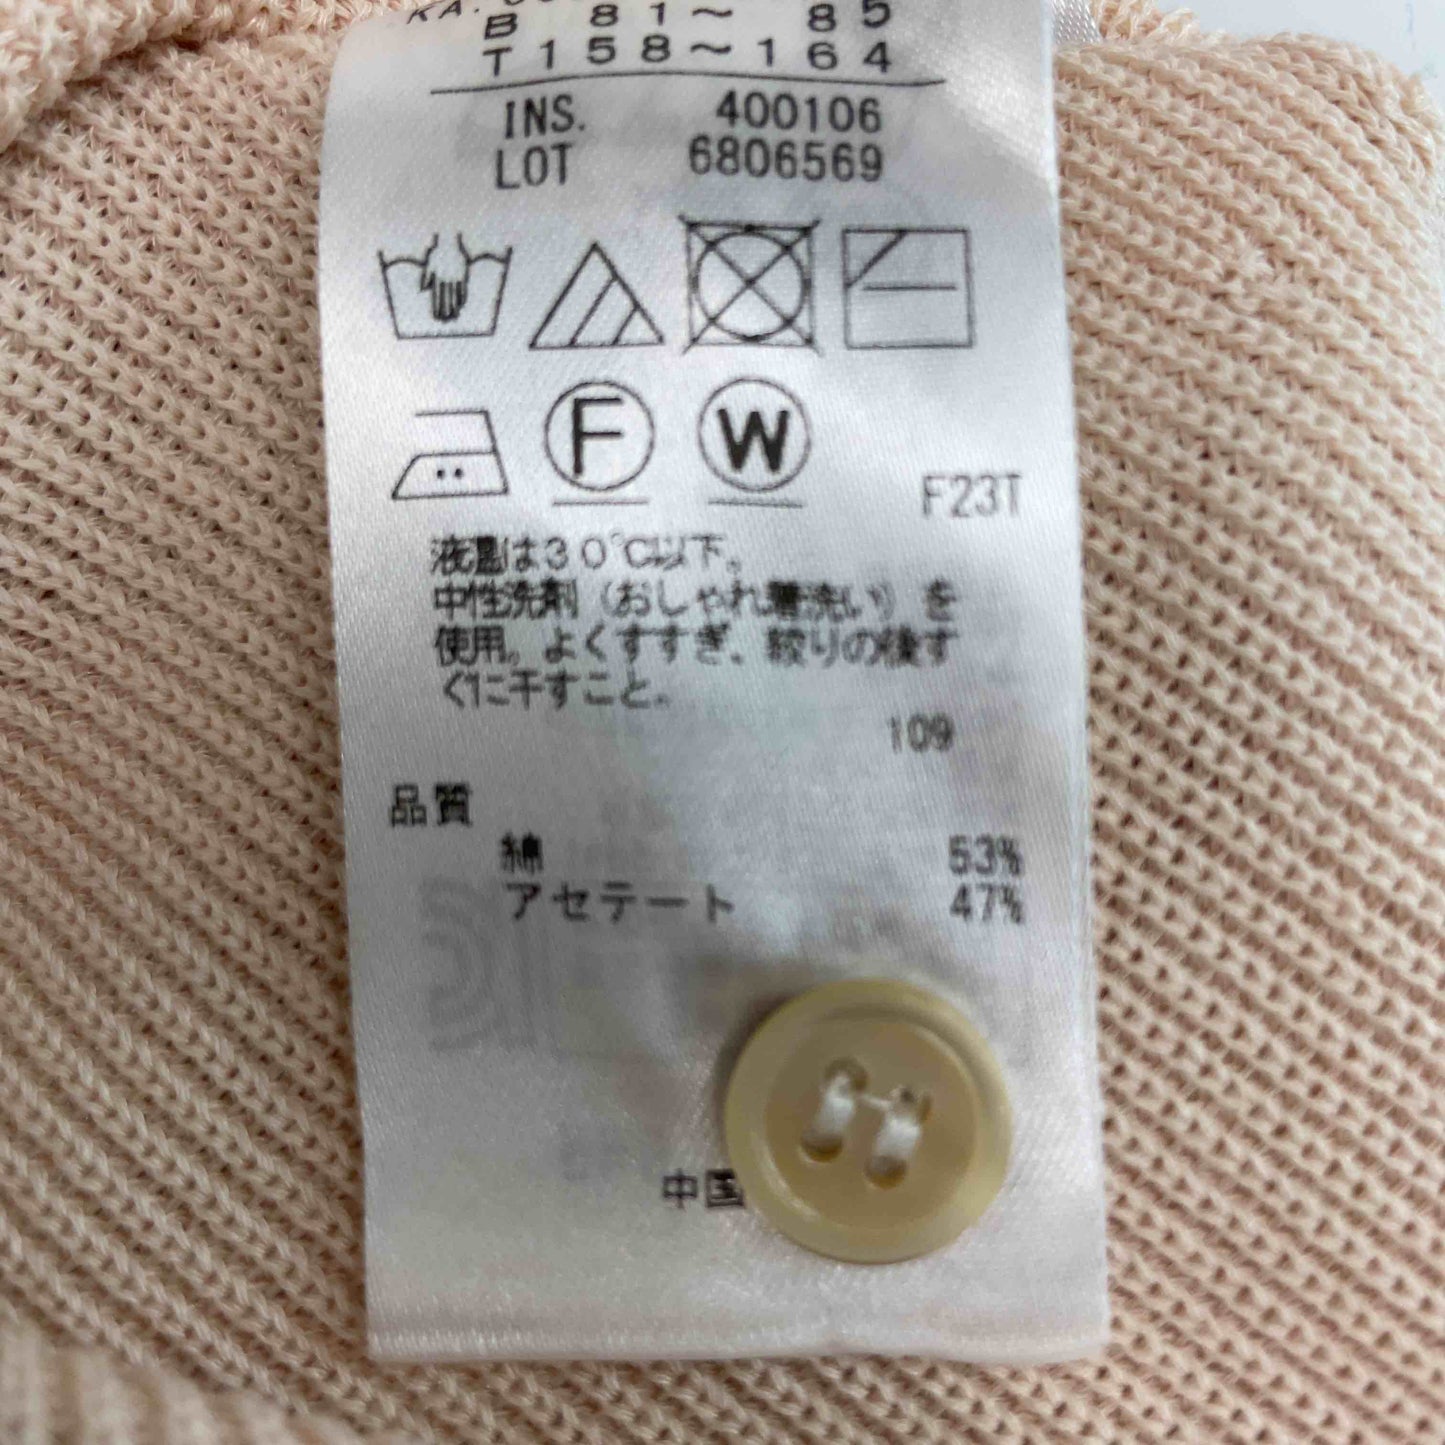 B 81～85
T158～164
INS. 400106
LOT 6806569
F
W
F23T
液温は30℃以下。
中性洗剤（おしゃれ着洗い）を
使用。よくすすぎ、絞りの後す
ぐに干すこと。
109
品質
綿 53%
アセテート 47%
中国